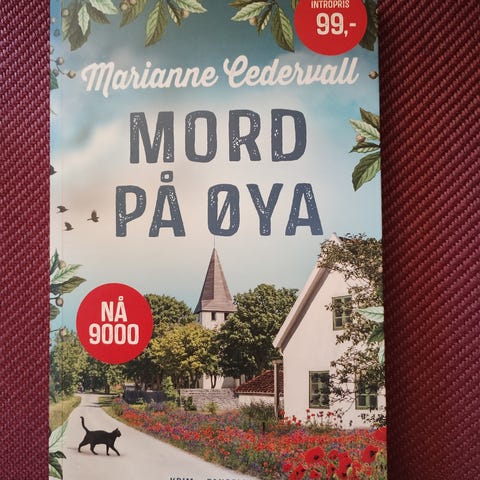 INTROPRIS
99,-
Marianne Cedervall
MORD
PÅ ØYA
NÅ
9000